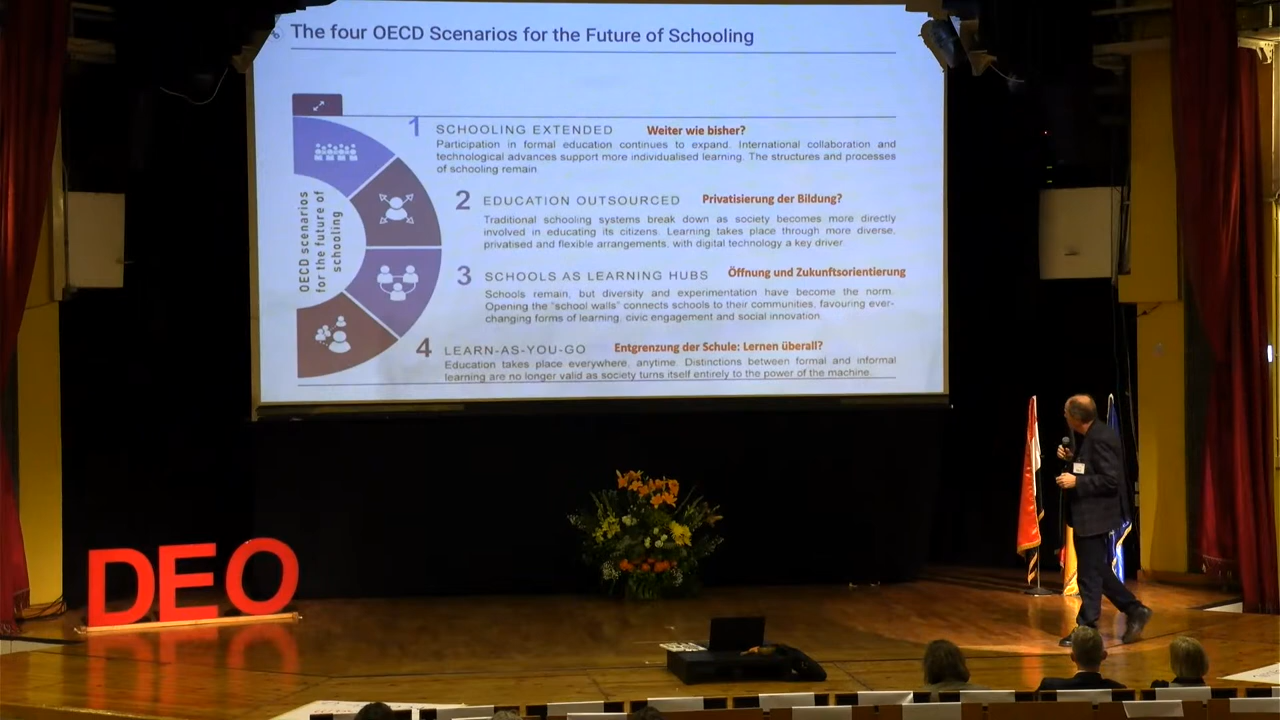 The four OECD Scenarios for the Future of Schooling
OECD scenarios
for the future of
schooling
1 SCHOOLING EXTENDED Weiter wie bisher?
Participation in formal education continues to expand. International collaboration and
technological advances support more individualised learning. The structures and processes
of schooling remain.
2 EDUCATION OUTSOURCED Privatisierung der Bildung?
Traditional schooling systems break down as society becomes more directly
involved in educating its citizens. Learning takes place through more diverse,
privatised and flexible arrangements, with digital technology a key driver.
3 SCHOOLS AS LEARNING HUBS Öffnung und Zukunftsorientierung
Schools remain, but diversity and experimentation have become the norm.
Opening the "school walls" connects schools to their communities, favouring ever-
changing forms of learning, civic engagement and social innovation.
4 LEARN-AS-YOU-GO Entgrenzung der Schule: Lernen überall?
Education takes place everywhere, anytime. Distinctions between formal and informal
learning are no longer valid as society turns itself entirely to the power of the machine.
DEO